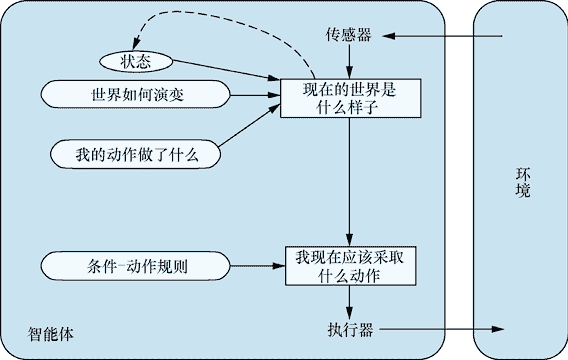 传感器
状态
世界如何演变
现在的世界是
什么样子
我的动作做了什么
环境
条件-动作规则
我现在应该采取
什么动作
执行器
智能体